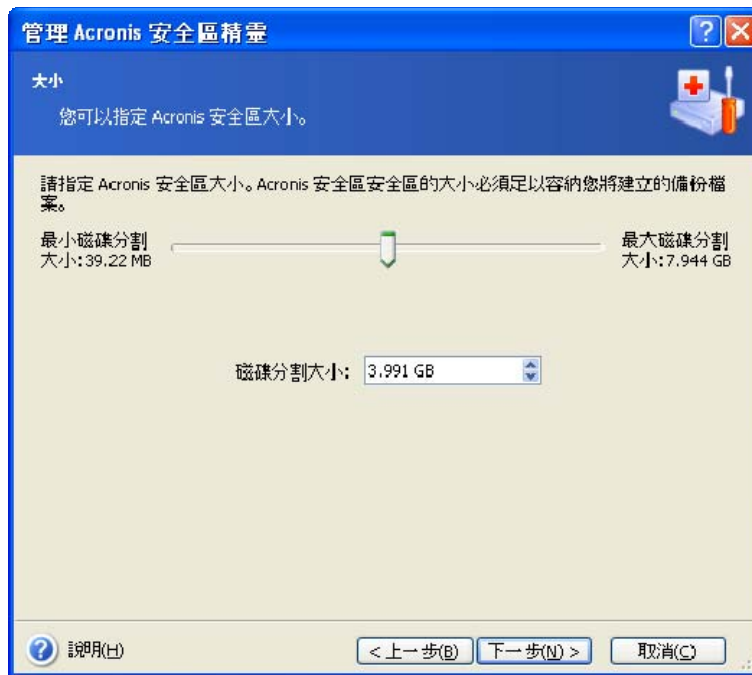 管理 Acronis 安全區精靈
大小
您可以指定 Acronis 安全區大小。
請指定 Acronis 安全區大小。Acronis 安全區安全區的大小必須足以容納您將建立的備份檔
案。
最小磁碟分割
大小:39.22 MB
最大磁碟分割
大小:7.944 GB
磁碟分割大小: 3.991 GB
說明(H)
<上一步(B) 下一步(N) > 取消(C)